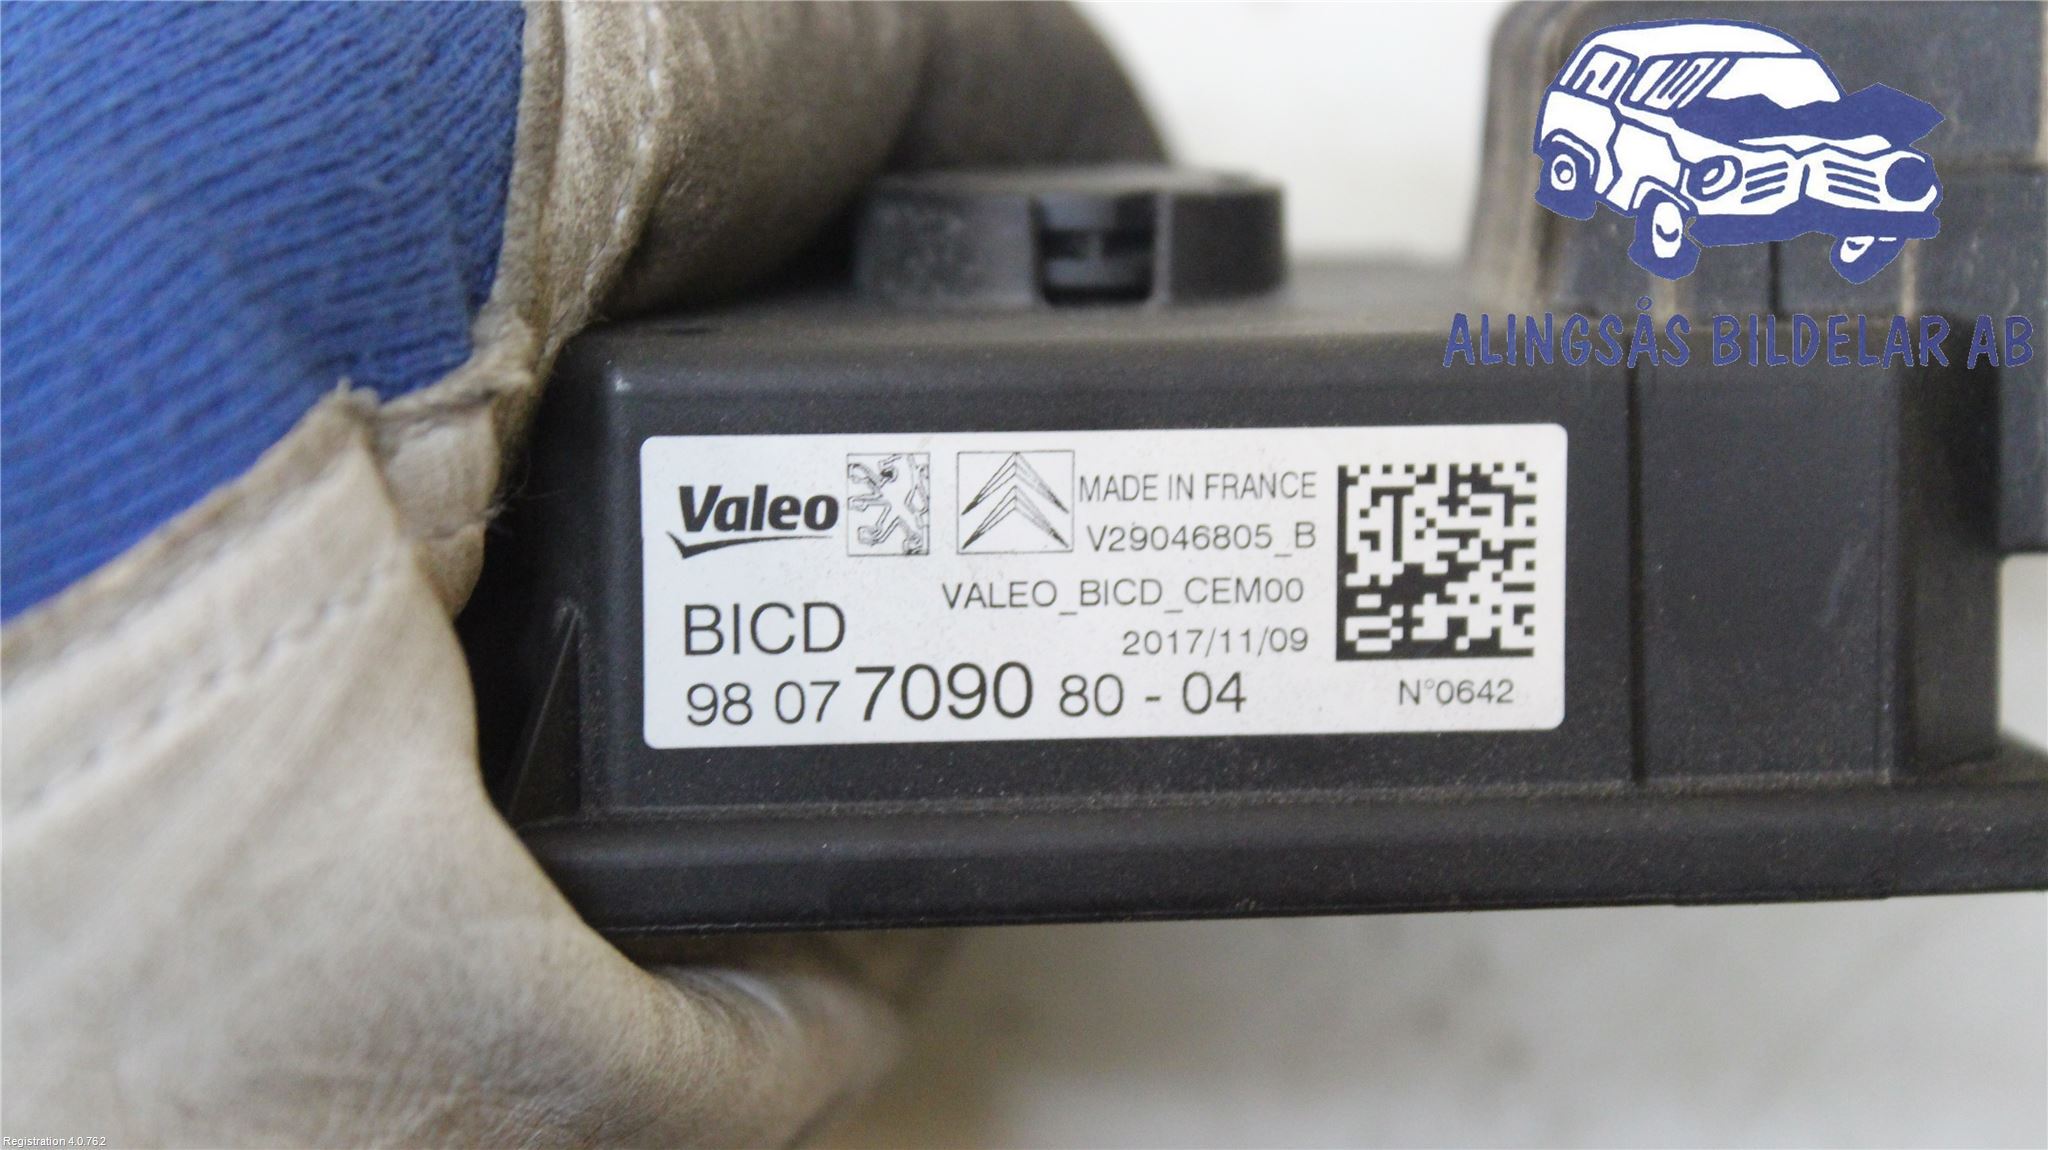 ALINGSÅS BILDELAR AB
Valeo
MADE IN FRANCE
V29046805_B
VALEO_BICD_CEM00
BICD
2017/11/09
98 07 7090 80 - 04
N°0642
Registration 4.0.762